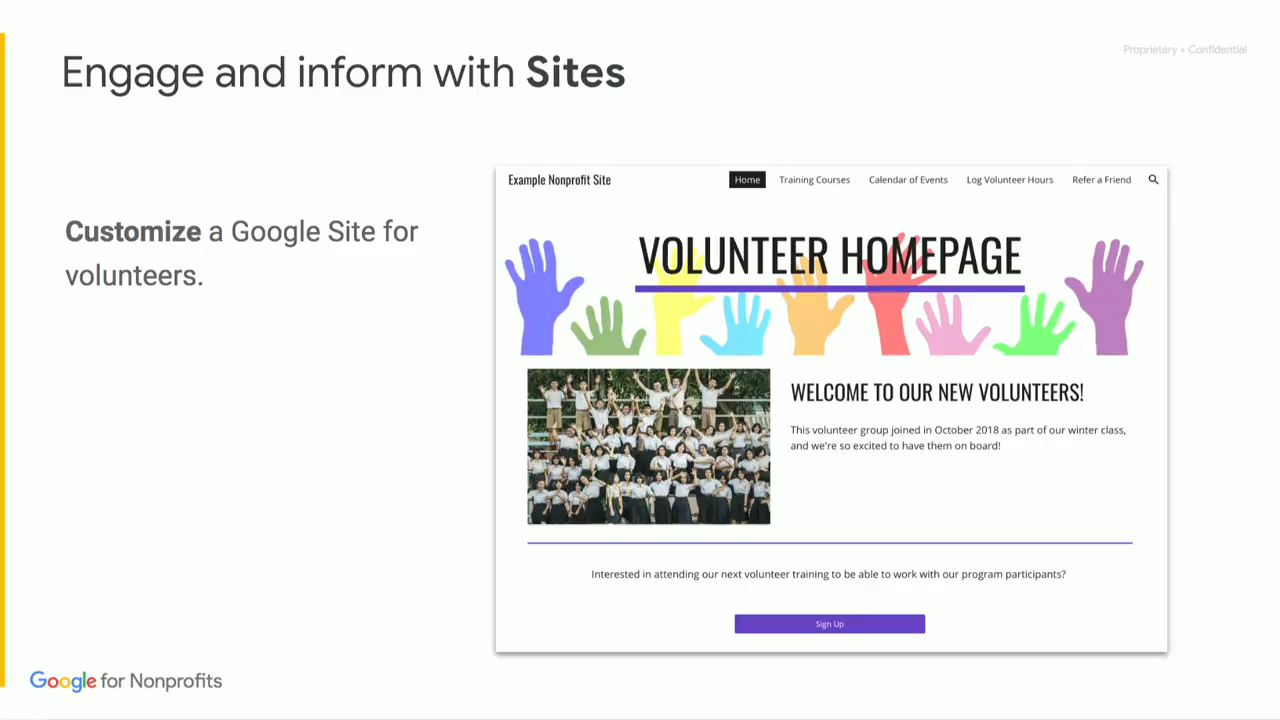 Engage and inform with Sites
Proprietary + Confidential
Customize a Google Site for
volunteers.
Example Nonprofit Site
Home Training Courses Calendar of Events Log Volunteer Hours Refer a Friend
VOLUNTEER HOMEPAGE
WELCOME TO OUR NEW VOLUNTEERS!
This volunteer group joined in October 2018 as part of our winter class,
and we're so excited to have them on board!
Interested in attending our next volunteer training to be able to work with our program participants?
Sign Up
Google for Nonprofits